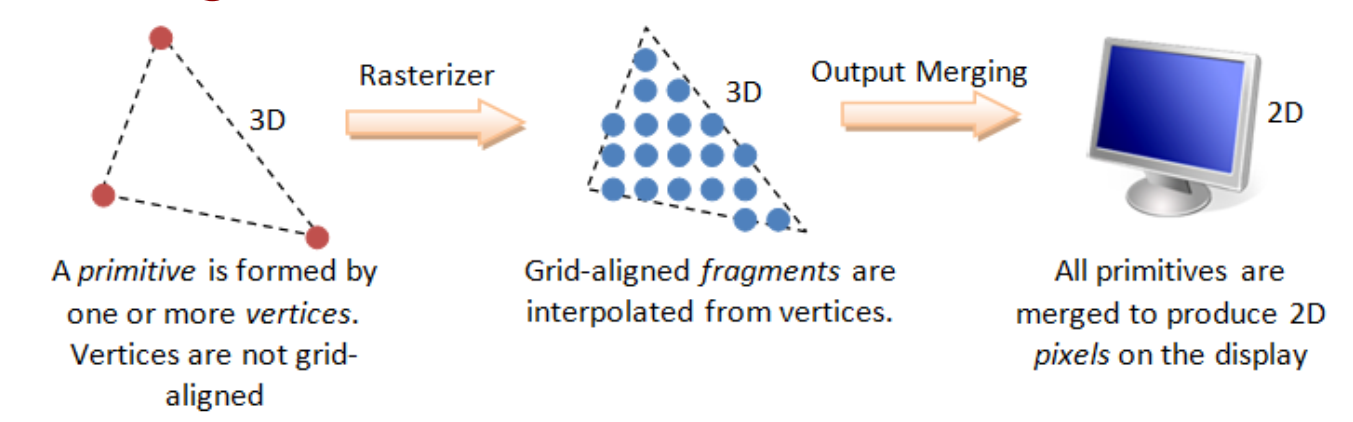 3D
Rasterizer
3D
Output Merging
2D
A primitive is formed by
one or more vertices.
Vertices are not grid-
aligned
Grid-aligned fragments are
interpolated from vertices.
All primitives are
merged to produce 2D
pixels on the display